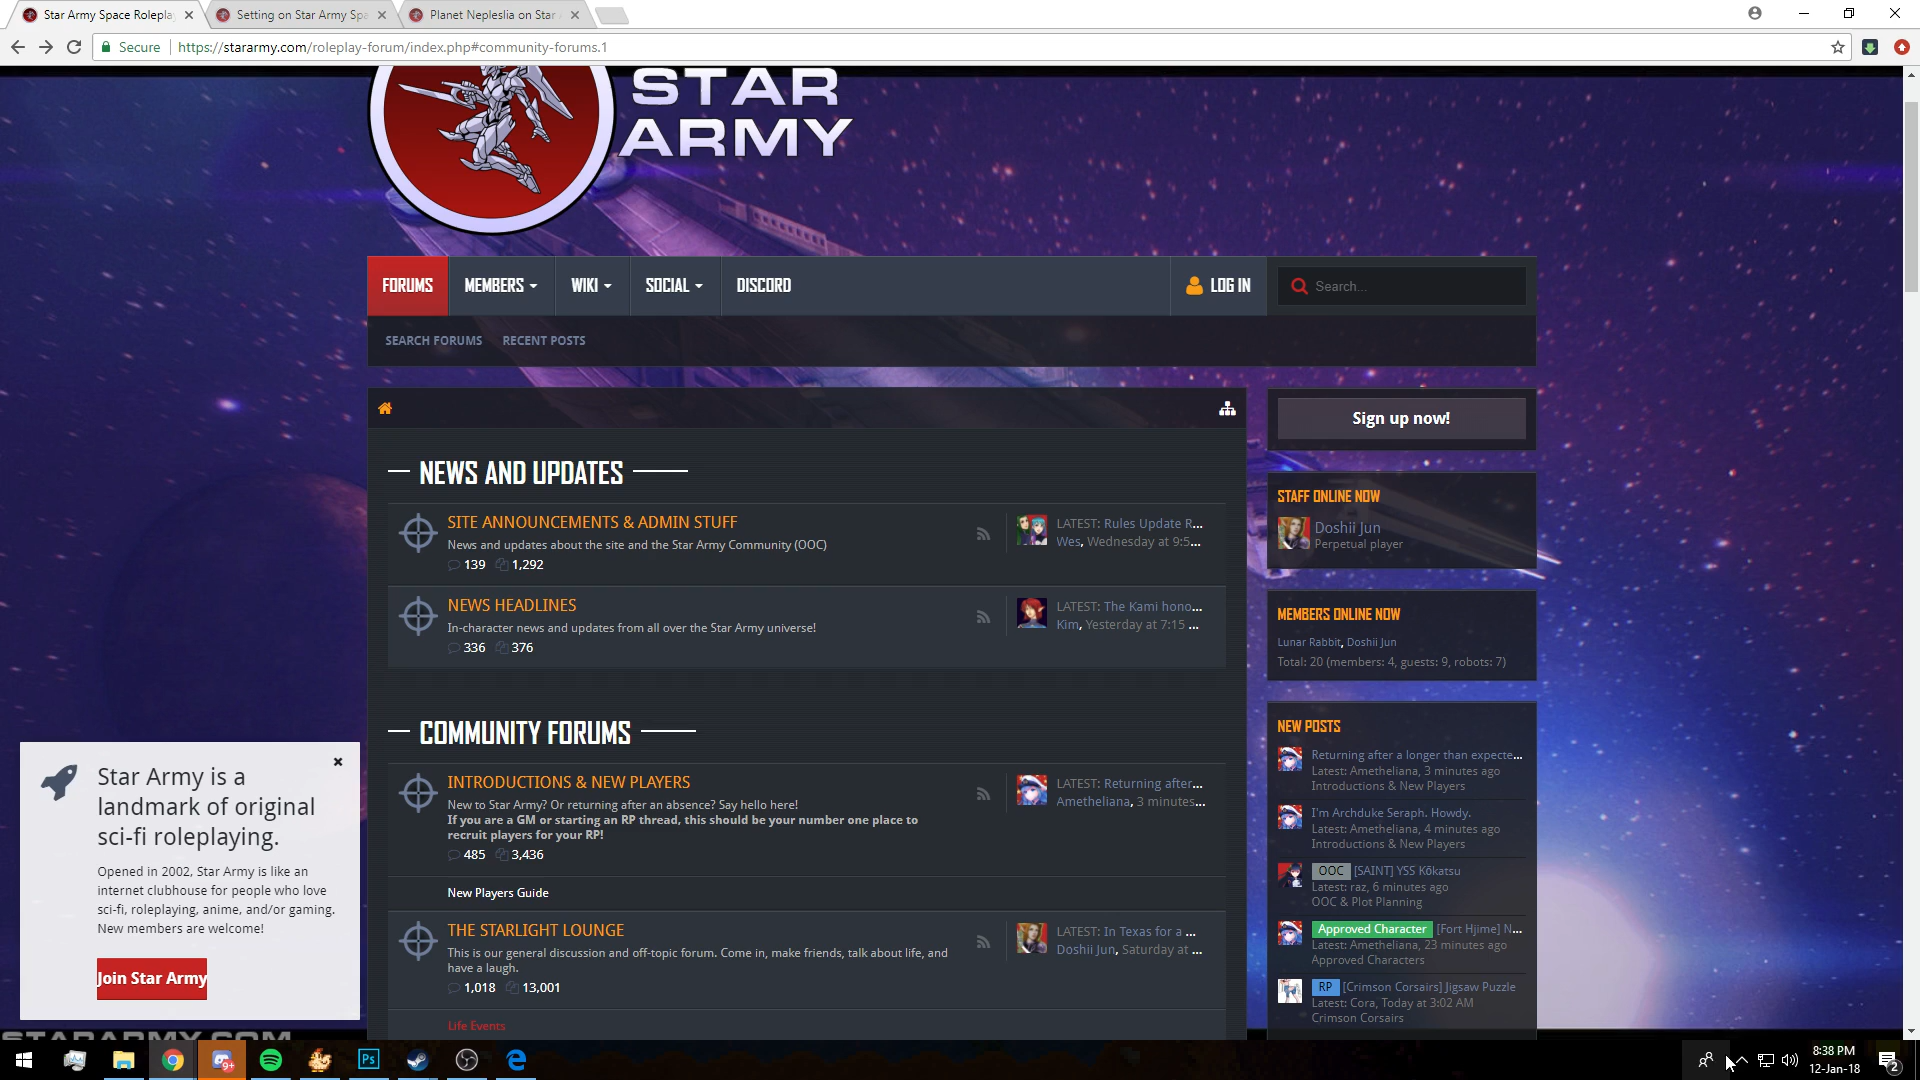 Star Army Space Rolepla
Setting on Star Army Spa
Planet Nepleslia on Star A
Secure
https://stararmy.com/roleplay-forum/index.php#community-forums.1
STAR
ARMY
FORUMS
MEMBERS
WIKI
SOCIAL
DISCORD
LOG IN
Search...
SEARCH FORUMS
RECENT POSTS
NEWS AND UPDATES
SITE ANNOUNCEMENTS & ADMIN STUFF
News and updates about the site and the Star Army Community (OOC)
139 1,292
LATEST: Rules Update R...
Wes, Wednesday at 9:5...
NEWS HEADLINES
In-character news and updates from all over the Star Army universe!
336 376
LATEST: The Kami hono...
Kim, Yesterday at 7:15 ...
COMMUNITY FORUMS
INTRODUCTIONS & NEW PLAYERS
New to Star Army? Or returning after an absence? Say hello here!
If you are a GM or starting an RP thread, this should be your number one place to
recruit players for your RP!
485 3,436
LATEST: Returning after...
Ametheliana, 3 minutes...
New Players Guide
THE STARLIGHT LOUNGE
This is our general discussion and off-topic forum. Come in, make friends, talk about life, and
have a laugh.
1,018 13,001
LATEST: In Texas for a ...
Doshii Jun, Saturday at ...
Life Events
Sign up now!
STAFF ONLINE NOW
Doshii Jun
Perpetual player
MEMBERS ONLINE NOW
Lunar Rabbit, Doshii Jun
Total: 20 (members: 4, guests: 9, robots: 7)
NEW POSTS
Returning after a longer than expecte...
Latest: Ametheliana, 3 minutes ago
Introductions & New Players
I'm Archduke Seraph. Howdy.
Latest: Ametheliana, 4 minutes ago
Introductions & New Players
OOC [SAINT] YSS Kōkatsu
Latest: raz, 6 minutes ago
OOC & Plot Planning
Approved Character [Fort Hjime] N...
Latest: Ametheliana, 23 minutes ago
Approved Characters
RP [Crimson Corsairs] Jigsaw Puzzle
Latest: Cora, Today at 3:02 AM
Crimson Corsairs
Star Army is a
landmark of original
sci-fi roleplaying.
Opened in 2002, Star Army is like an
internet clubhouse for people who love
sci-fi, roleplaying, anime, and/or gaming.
New members are welcome!
Join Star Army
STARARMY.COM
9+
Ps
8:38 PM
12-Jan-18
2